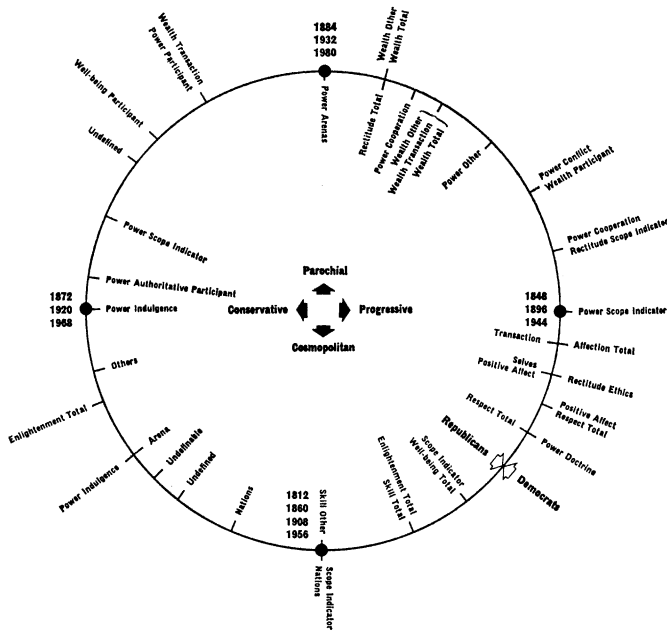 1884
1932
1980
Power Arenas
Wealth Other
Wealth Total
Rectitude Total
Power Cooperation
Wealth Other
Wealth Transaction
Wealth Total
Power Other
Power Conflict
Wealth Participant
Power Cooperation
Rectitude Scope Indicator
1848
1896
1944
Power Scope Indicator
Transaction
Affection Total
Selves
Positive Affect
Rectitude Ethics
Positive Affect
Respect Total
Respect Total
Power Doctrine
Republicans
Democrats
Scope Indicator
Well-being Total
Enlightenment Total
Skill Total
1812
1860
1908
1956
Skill Other
Scope Indicator
Nations
Nations
Undefined
Undefinable
Arena
Power Indulgence
Enlightenment Total
Others
1872
1920
1968
Power Indulgence
Power Authoritative Participant
Power Scope Indicator
Undefined
Well-being Participant
Wealth Transaction
Power Participant
Parochial
Conservative
Progressive
Cosmopolitan